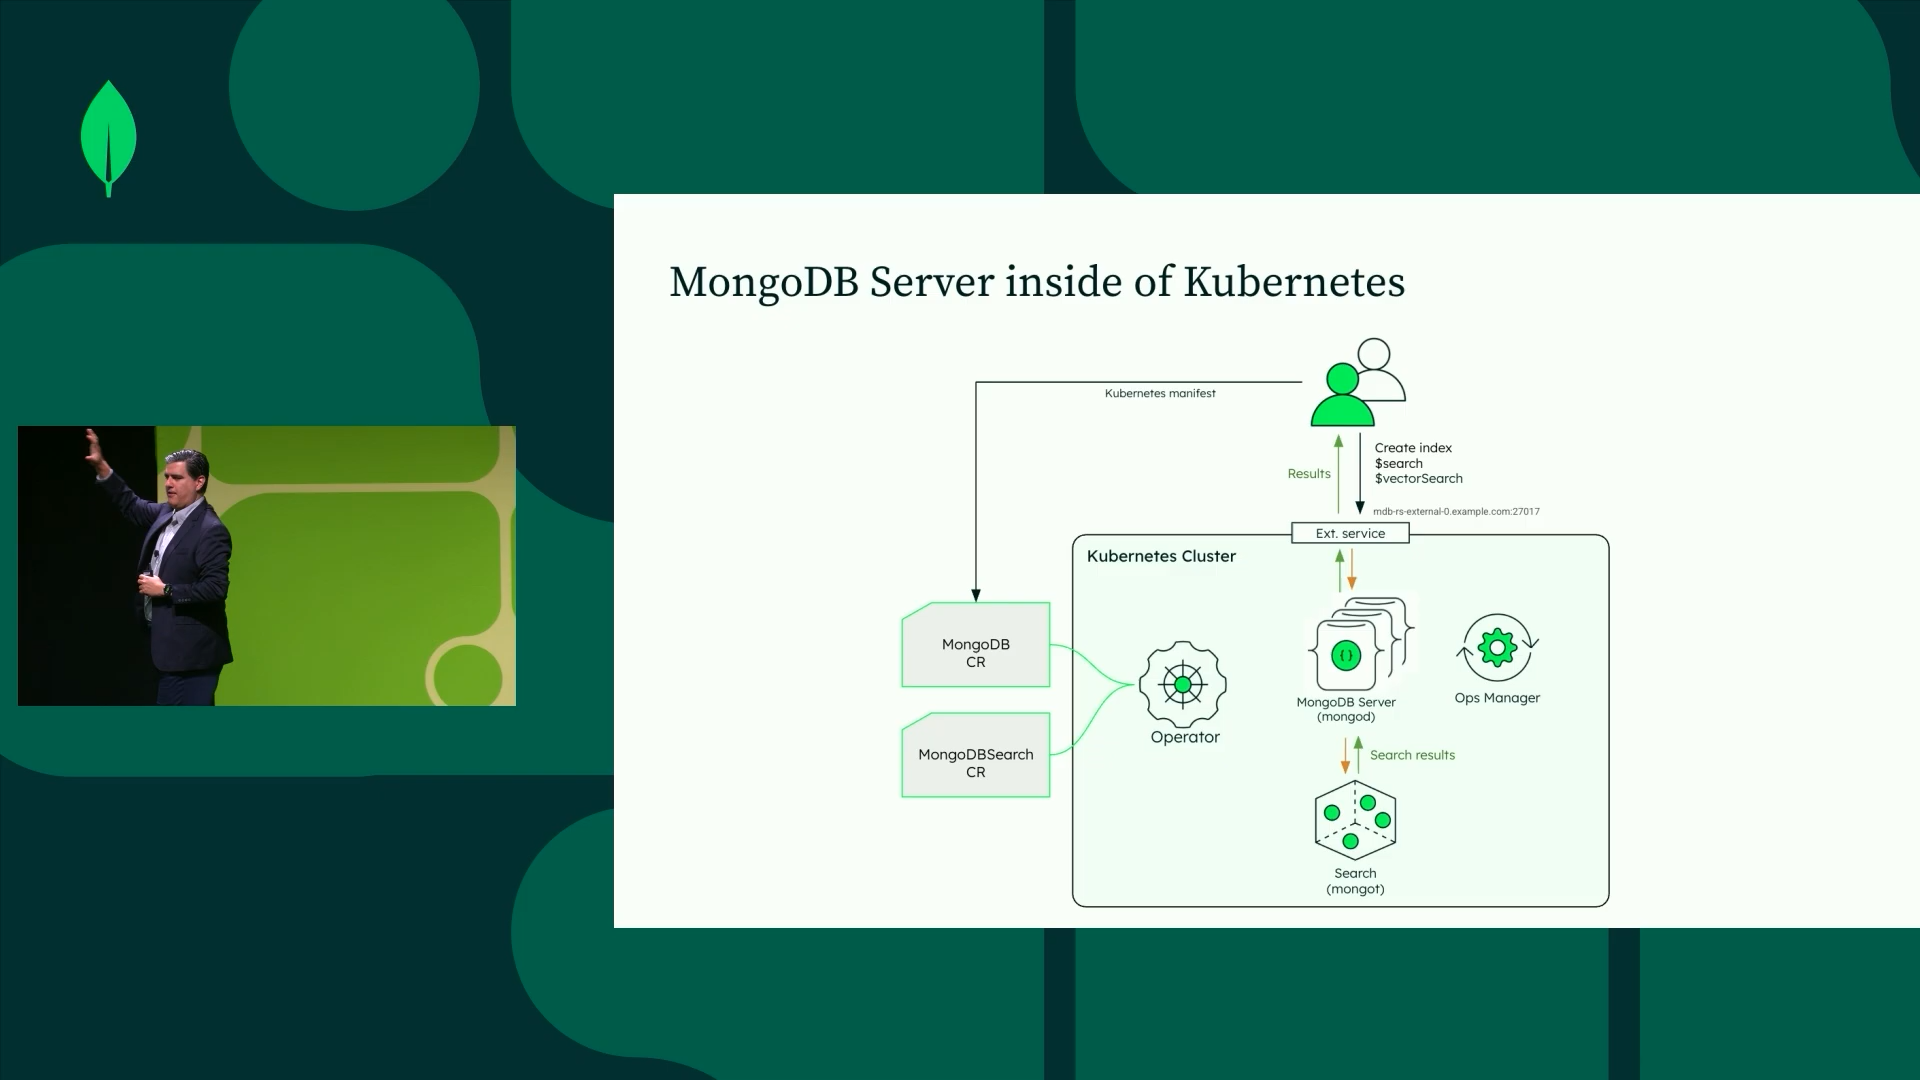 MongoDB Server inside of Kubernetes
Kubernetes manifest
Create index
$search
$vectorSearch
Results
mdb-rs-external-0.example.com:27017
Ext. service
Kubernetes Cluster
MongoDB
CR
MongoDBSearch
CR
Operator
{ }
MongoDB Server
(mongod)
Ops Manager
Search results
Search
(mongot)